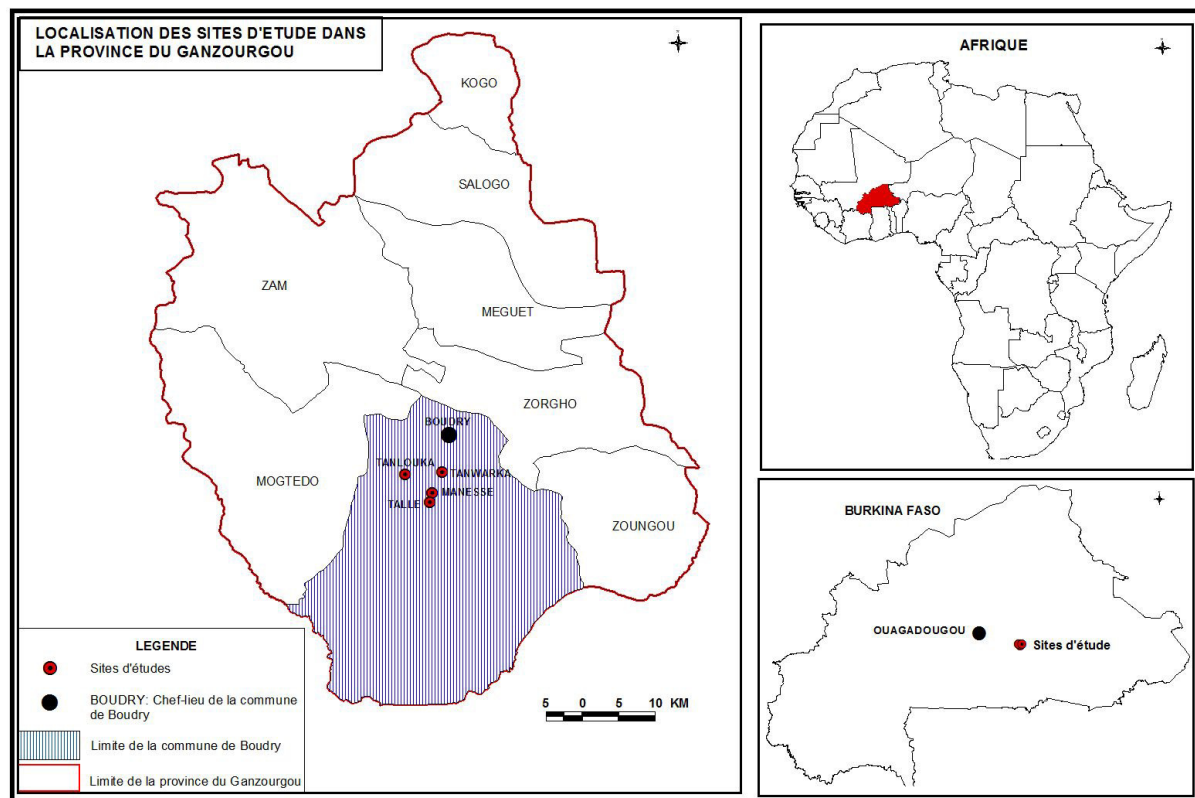 LOCALISATION DES SITES D'ETUDE DANS
LA PROVINCE DU GANZOURGOU
KOGO
SALOGO
ZAM
MEGUET
ZORGHO
BOUDRY
TANLOUKA
TANWARKA
MOGTEDO
MANESSE
TALLE
ZOUNGOU
LEGENDE
Sites d'études
BOUDRY: Chef-lieu de la commune
de Boudry
Limite de la commune de Boudry
Limite de la province du Ganzourgou
5 0 5 10 KM
AFRIQUE
BURKINA FASO
OUAGADOUGOU
Sites d'étude